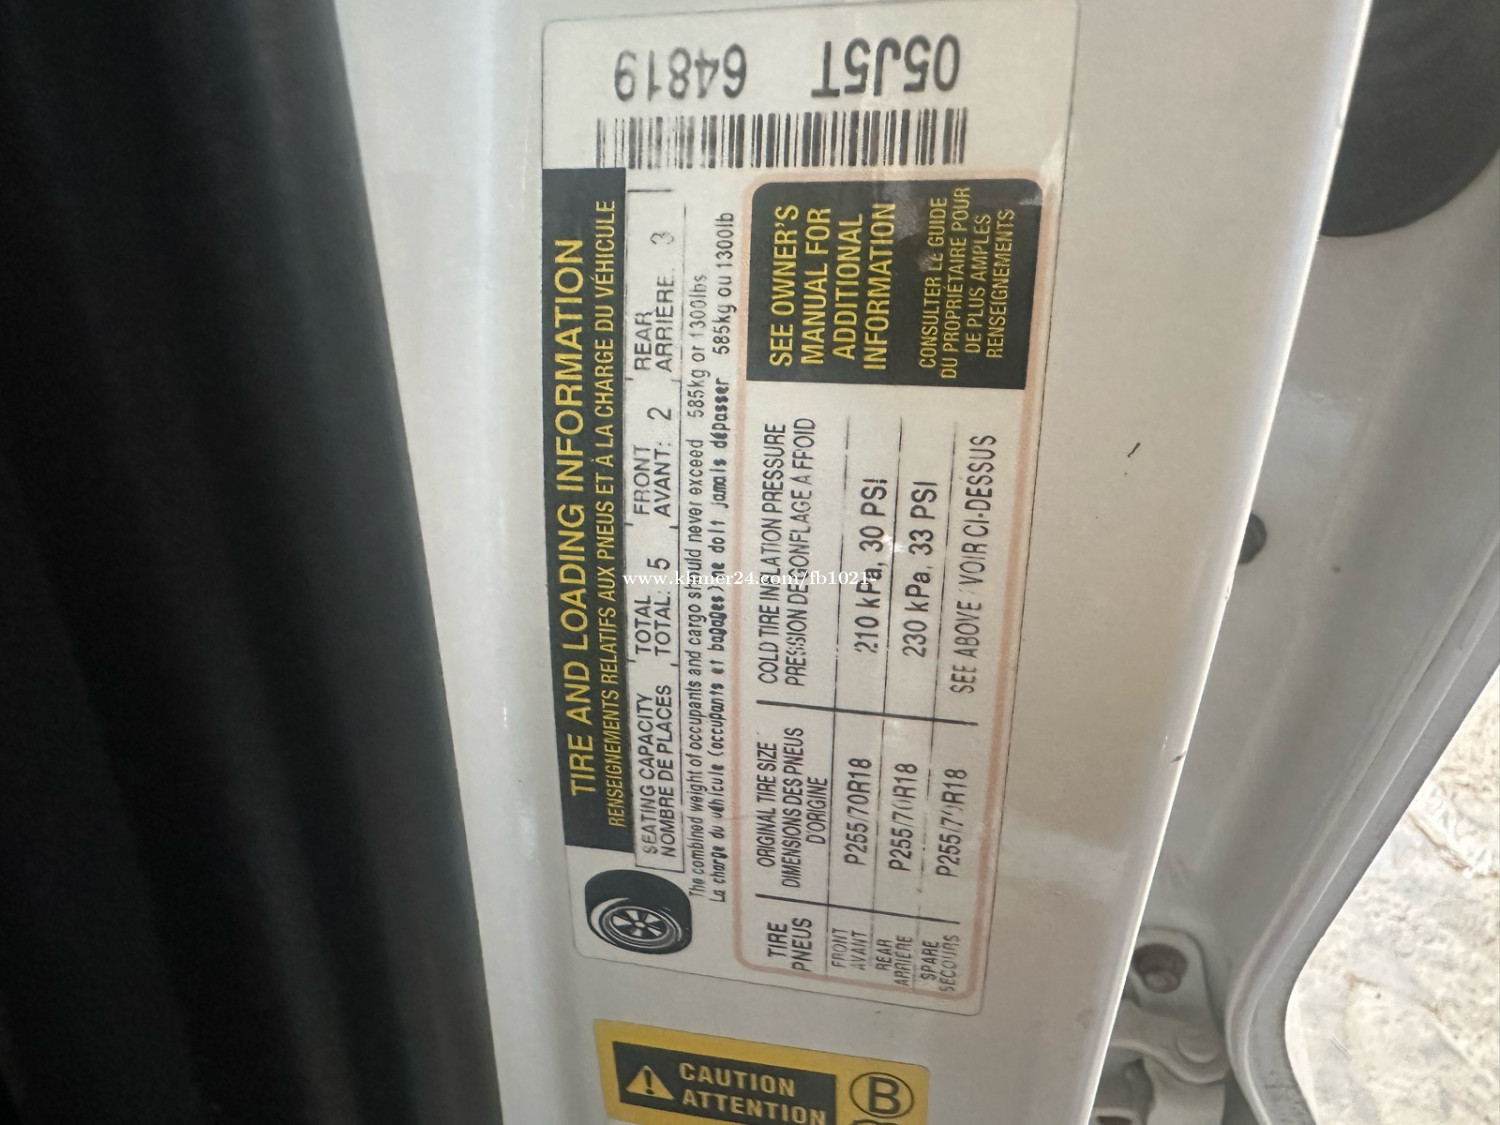 05J5T 64819
TIRE AND LOADING INFORMATION
RENSEIGNEMENTS RELATIFS AUX PNEUS ET À LA CHARGE DU VÉHICULE
SEATING CAPACITY TOTAL FRONT REAR
NOMBRE DE PLACES TOTAL: 5 AVANT: 2 ARRIÈRE: 3
The combined weight of occupants and cargo should never exceed 585kg or 1300lbs
La charge du véhicule (occupants et bagages) ne doit jamais dépasser 585kg ou 1300lb
TIRE ORIGINAL TIRE SIZE COLD TIRE INLATION PRESSURE
PNEUS DIMENSIONS DES PNEUS PRESSION DE GONFLAGE A FFOID
D'ORIGINE
FRONT P255/70R18 210 kPa, 30 PSI
AVANT
REAR P255/70R18 230 kPa, 33 PSI
ARRIÈRE
SPARE P255/70R18 SEE ABOVE / VOIR CI-DESSUS
SECOURS
SEE OWNER'S
MANUAL FOR
ADDITIONAL
INFORMATION
CONSULTER LE GUIDE
DU PROPRIÉTAIRE POUR
DE PLUS AMPLES
RENSEIGNEMENTS
CAUTION
ATTENTION
B